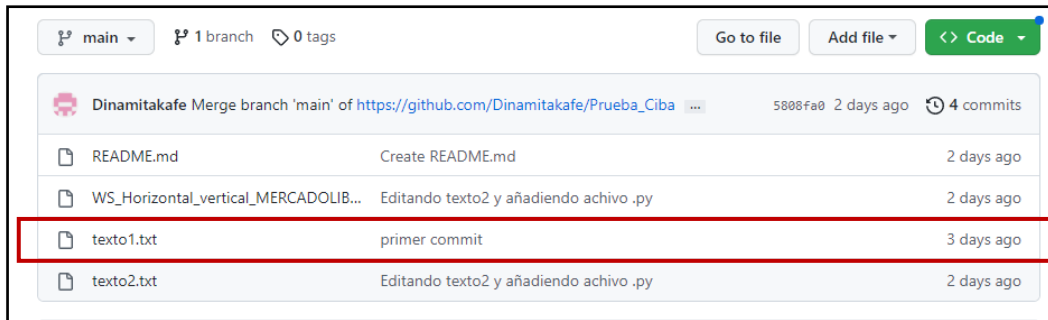 main 1 branch 0 tags Go to file Add file <> Code
Dinamitakafe Merge branch 'main' of https://github.com/Dinamitakafe/Prueba_Ciba ... 5808fa0 2 days ago 4 commits
README.md Create README.md 2 days ago
WS_Horizontal_vertical_MERCADOLIB... Editando texto2 y añadiendo achivo .py 2 days ago
texto1.txt primer commit 3 days ago
texto2.txt Editando texto2 y añadiendo achivo .py 2 days ago